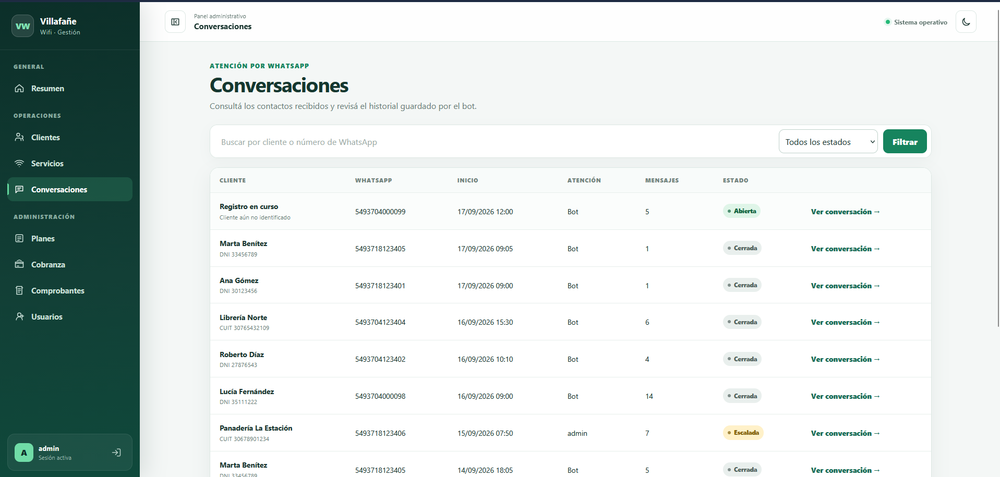 VW
Villafañe
Wifi · Gestión
GENERAL
Resumen
OPERACIONES
Clientes
Servicios
Conversaciones
ADMINISTRACIÓN
Planes
Cobranza
Comprobantes
Usuarios
A
admin
Sesión activa
Panel administrativo
Conversaciones
Sistema operativo
ATENCIÓN POR WHATSAPP
Conversaciones
Consultá los contactos recibidos y revisá el historial guardado por el bot.
Buscar por cliente o número de WhatsApp
Todos los estados
Filtrar
CLIENTE WHATSAPP INICIO ATENCIÓN MENSAJES ESTADO
Registro en curso
Cliente aún no identificado
5493704000099 17/09/2026 12:00 Bot 5 Abierta Ver conversación →
Marta Benítez
DNI 33456789
5493718123405 17/09/2026 09:05 Bot 1 Cerrada Ver conversación →
Ana Gómez
DNI 30123456
5493718123401 17/09/2026 09:00 Bot 1 Cerrada Ver conversación →
Librería Norte
CUIT 30765432109
5493704123404 16/09/2026 15:30 Bot 6 Cerrada Ver conversación →
Roberto Díaz
DNI 27876543
5493704123402 16/09/2026 10:10 Bot 4 Cerrada Ver conversación →
Lucía Fernández
DNI 35111222
5493704000098 16/09/2026 09:00 Bot 14 Cerrada Ver conversación →
Panadería La Estación
CUIT 30678901234
5493718123406 15/09/2026 07:50 admin 7 Escalada Ver conversación →
Marta Benítez
DNI 33456789
5493718123405 14/09/2026 18:05 Bot 5 Cerrada Ver conversación →